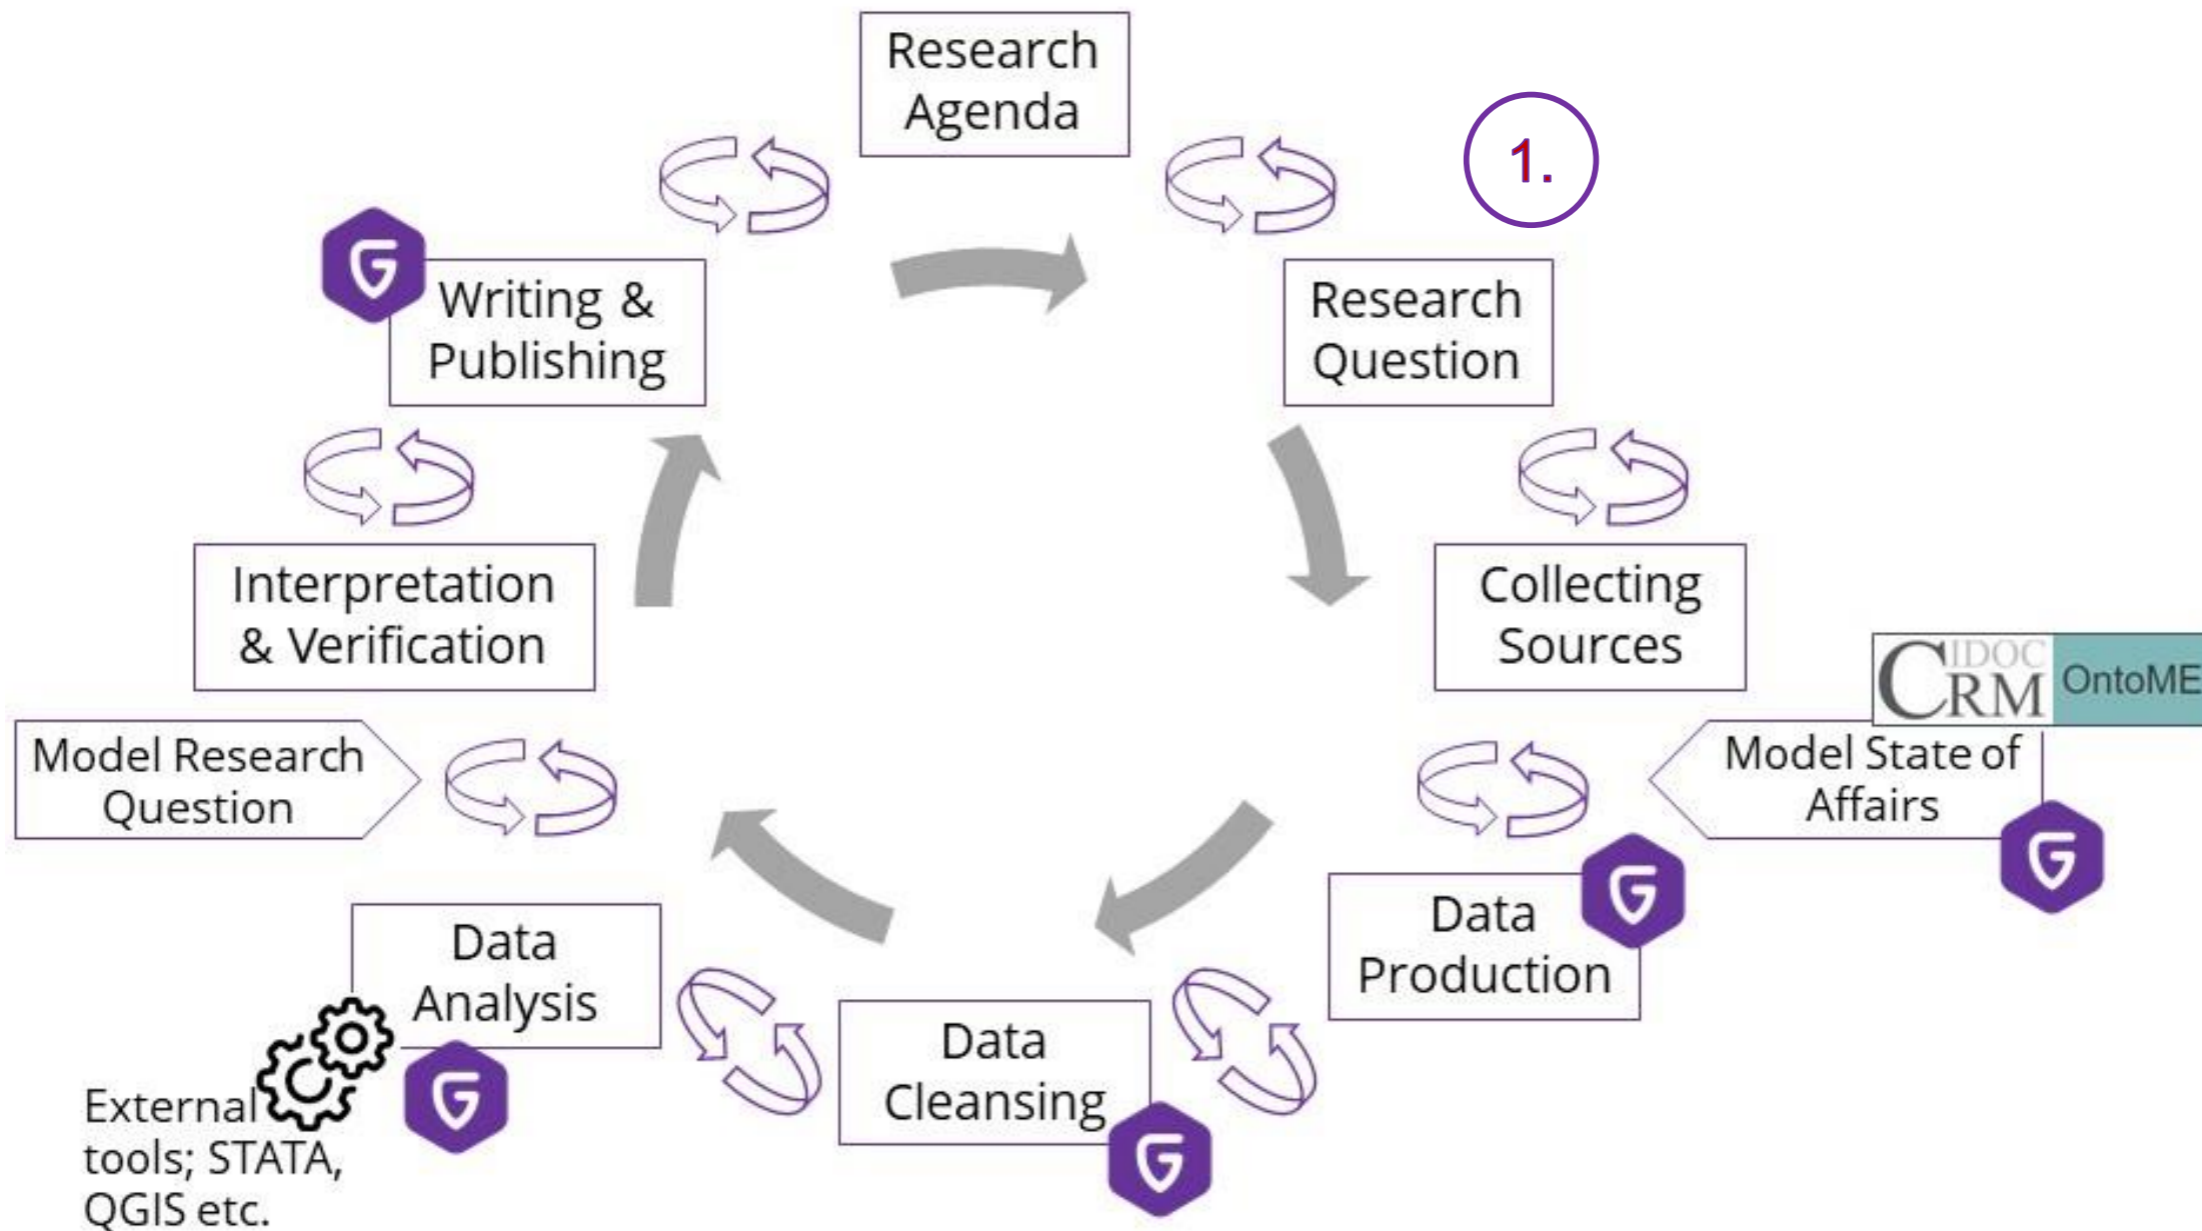 Research
Agenda
1.
Research
Question
Collecting
Sources
CIDOC
CRM
OntoME
Model State of
Affairs
Data
Production
Data
Cleansing
Data
Analysis
External
tools; STATA,
QGIS etc.
Model Research
Question
Interpretation
& Verification
Writing &
Publishing